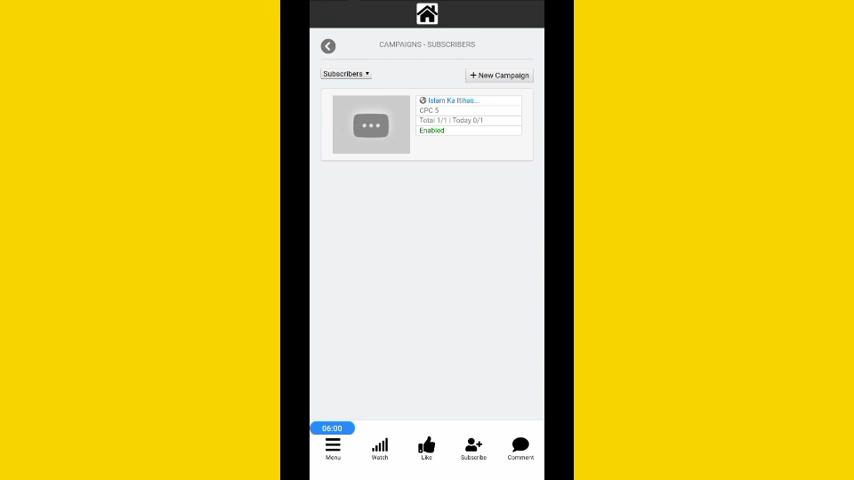 CAMPAIGNS - SUBSCRIBERS
Subscribers
+ New Campaign
Islam Ka Itihas...
CPC 5
Total 1/1 | Today 0/1
Enabled
06:00
Menu
Watch
Like
Subscribe
Comment